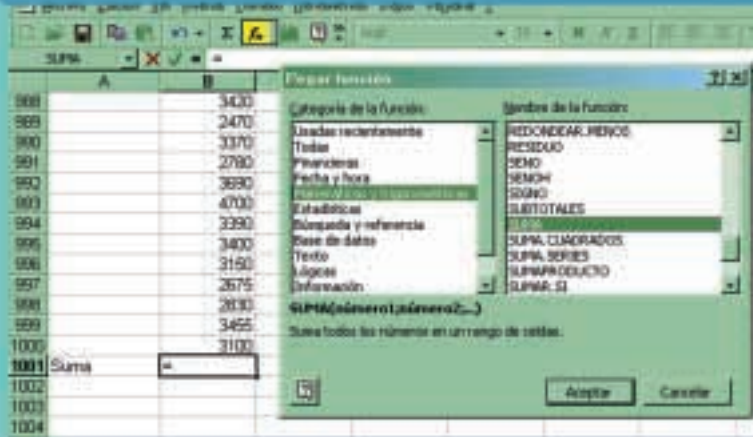 SUMA
=
A
B
Pegar función
Categoría de la función:
Nombre de la función:
988 3420
989 2470
990 3370
991 2780
992 3690
993 4700
994 3390
995 3400
996 3150
997 2675
998 2830
999 3455
1000 3100
1001 Suma =
1002
1003
1004
Usadas recientemente
Todas
Financieras
Fecha y hora
Matemáticas y trigonométricas
Estadísticas
Búsqueda y referencia
Base de datos
Texto
Lógicas
Información
REDONDEAR.MENOS
RESIDUO
SENO
SENOH
SIGNO
SUBTOTALES
SUMA
SUMA.CUADRADOS
SUMA.SERIES
SUMAPRODUCTO
SUMAR.SI
SUMA(número1;número2;...)
Suma todos los números en un rango de celdas.
Aceptar
Cancelar